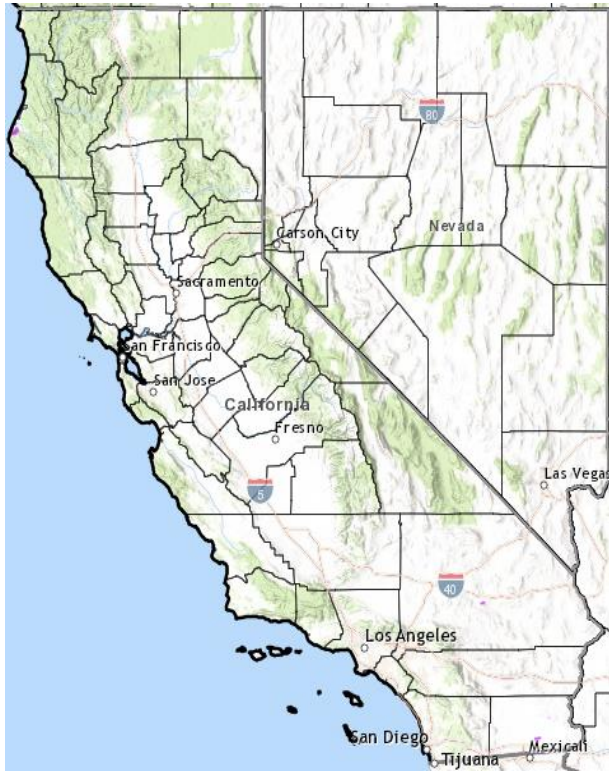 80
Nevada
Carson City
Sacramento
San Francisco
San Jose
California
Fresno
Las Vegas
5
40
Los Angeles
San Diego
Tijuana
Mexicali